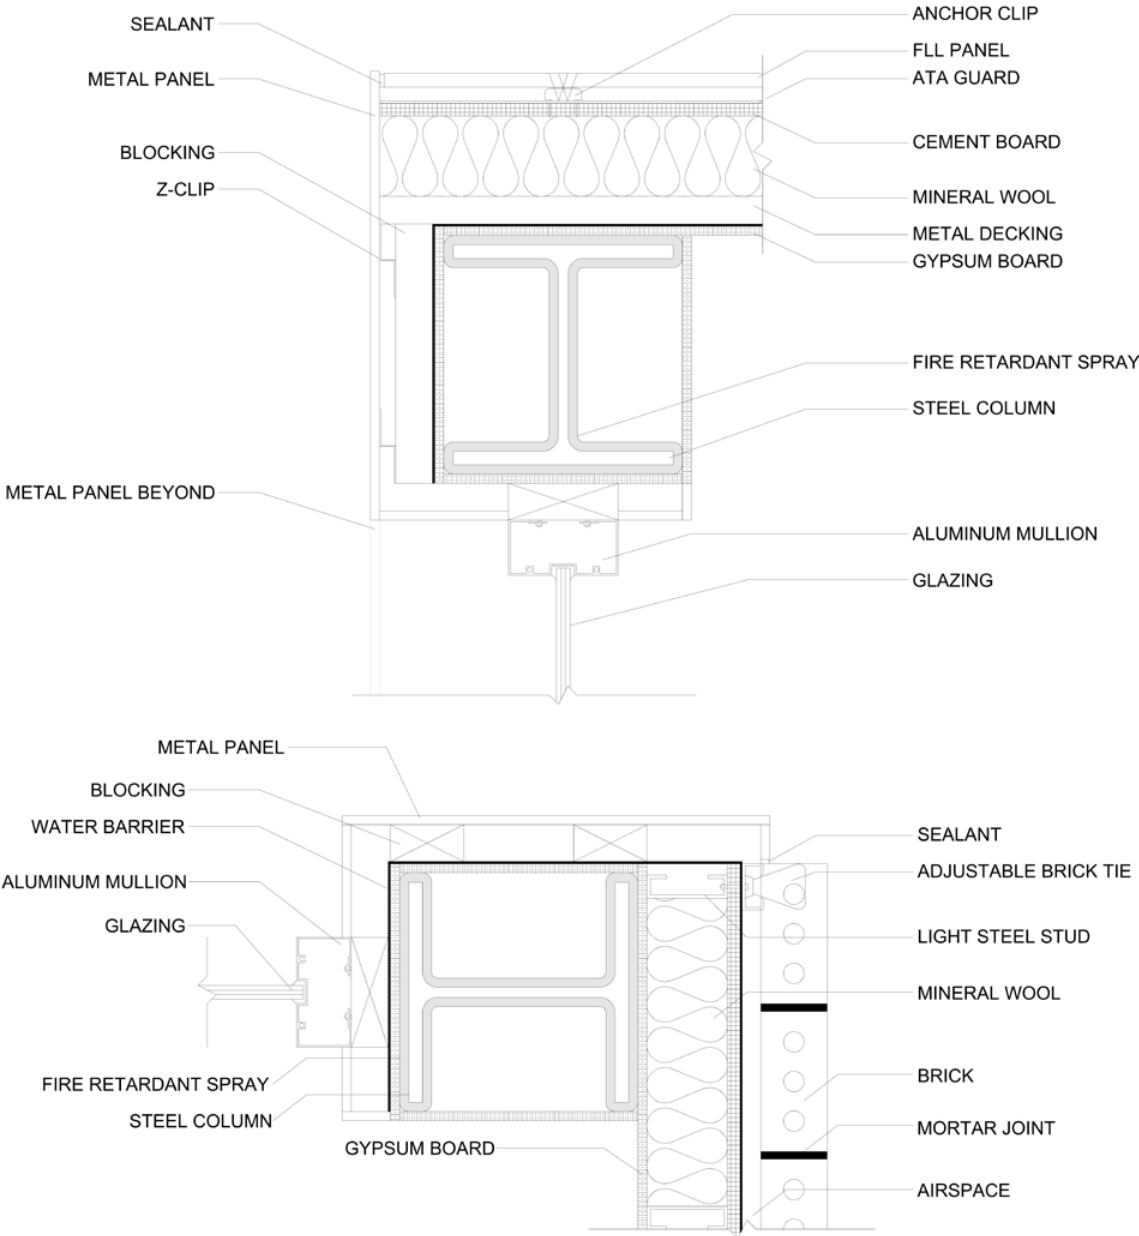 SEALANT
METAL PANEL
BLOCKING
Z-CLIP
METAL PANEL BEYOND
ANCHOR CLIP
FLL PANEL
ATA GUARD
CEMENT BOARD
MINERAL WOOL
METAL DECKING
GYPSUM BOARD
FIRE RETARDANT SPRAY
STEEL COLUMN
ALUMINUM MULLION
GLAZING
METAL PANEL
BLOCKING
WATER BARRIER
ALUMINUM MULLION
GLAZING
FIRE RETARDANT SPRAY
STEEL COLUMN
GYPSUM BOARD
SEALANT
ADJUSTABLE BRICK TIE
LIGHT STEEL STUD
MINERAL WOOL
BRICK
MORTAR JOINT
AIRSPACE